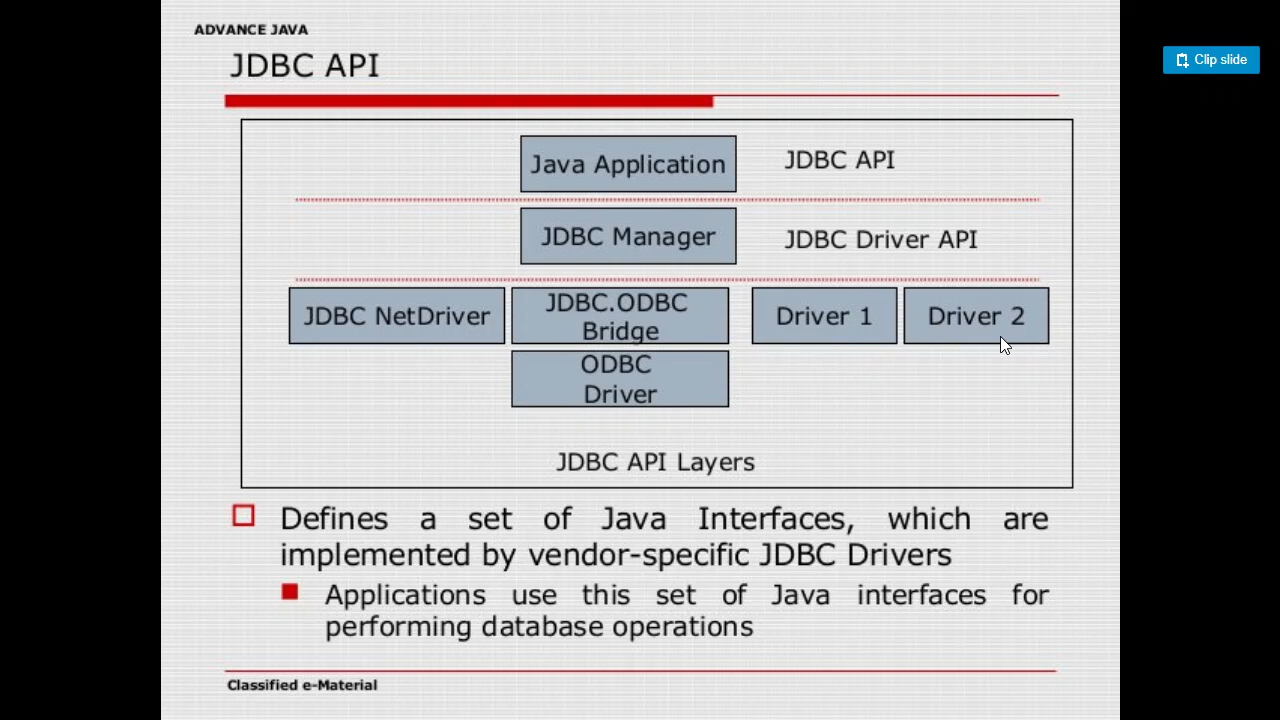 ADVANCE JAVA
JDBC API
Clip slide
Java Application
JDBC API
JDBC Manager
JDBC Driver API
JDBC NetDriver
JDBC.ODBC
Bridge
Driver 1
Driver 2
ODBC
Driver
JDBC API Layers
Defines a set of Java Interfaces, which are
implemented by vendor-specific JDBC Drivers
Applications use this set of Java interfaces for
performing database operations
Classified e-Material